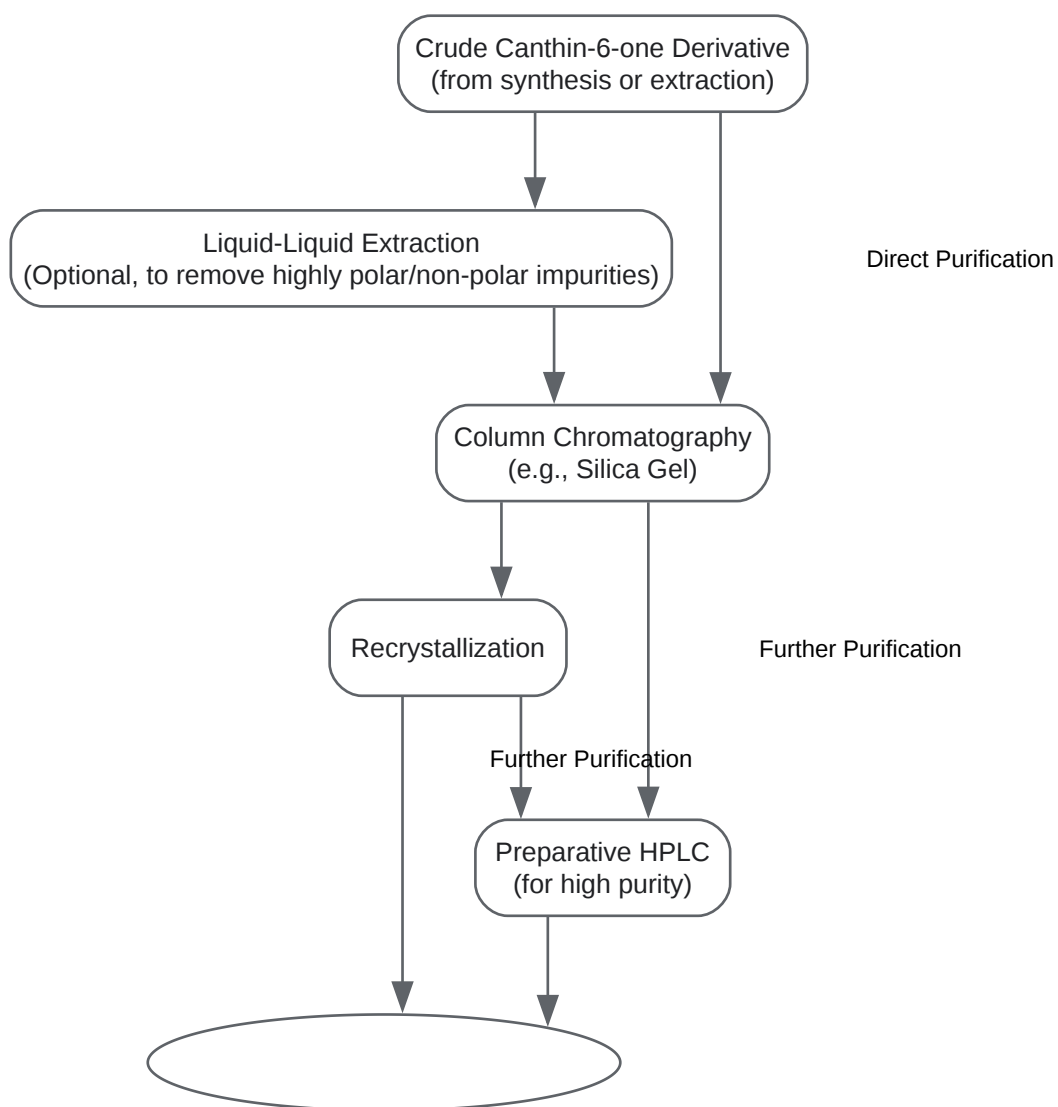 Crude Canthin-6-one Derivative
(from synthesis or extraction)
Liquid-Liquid Extraction
(Optional, to remove highly polar/non-polar impurities)
Direct Purification
Column Chromatography
(e.g., Silica Gel)
Recrystallization
Further Purification
Further Purification
Preparative HPLC
(for high purity)